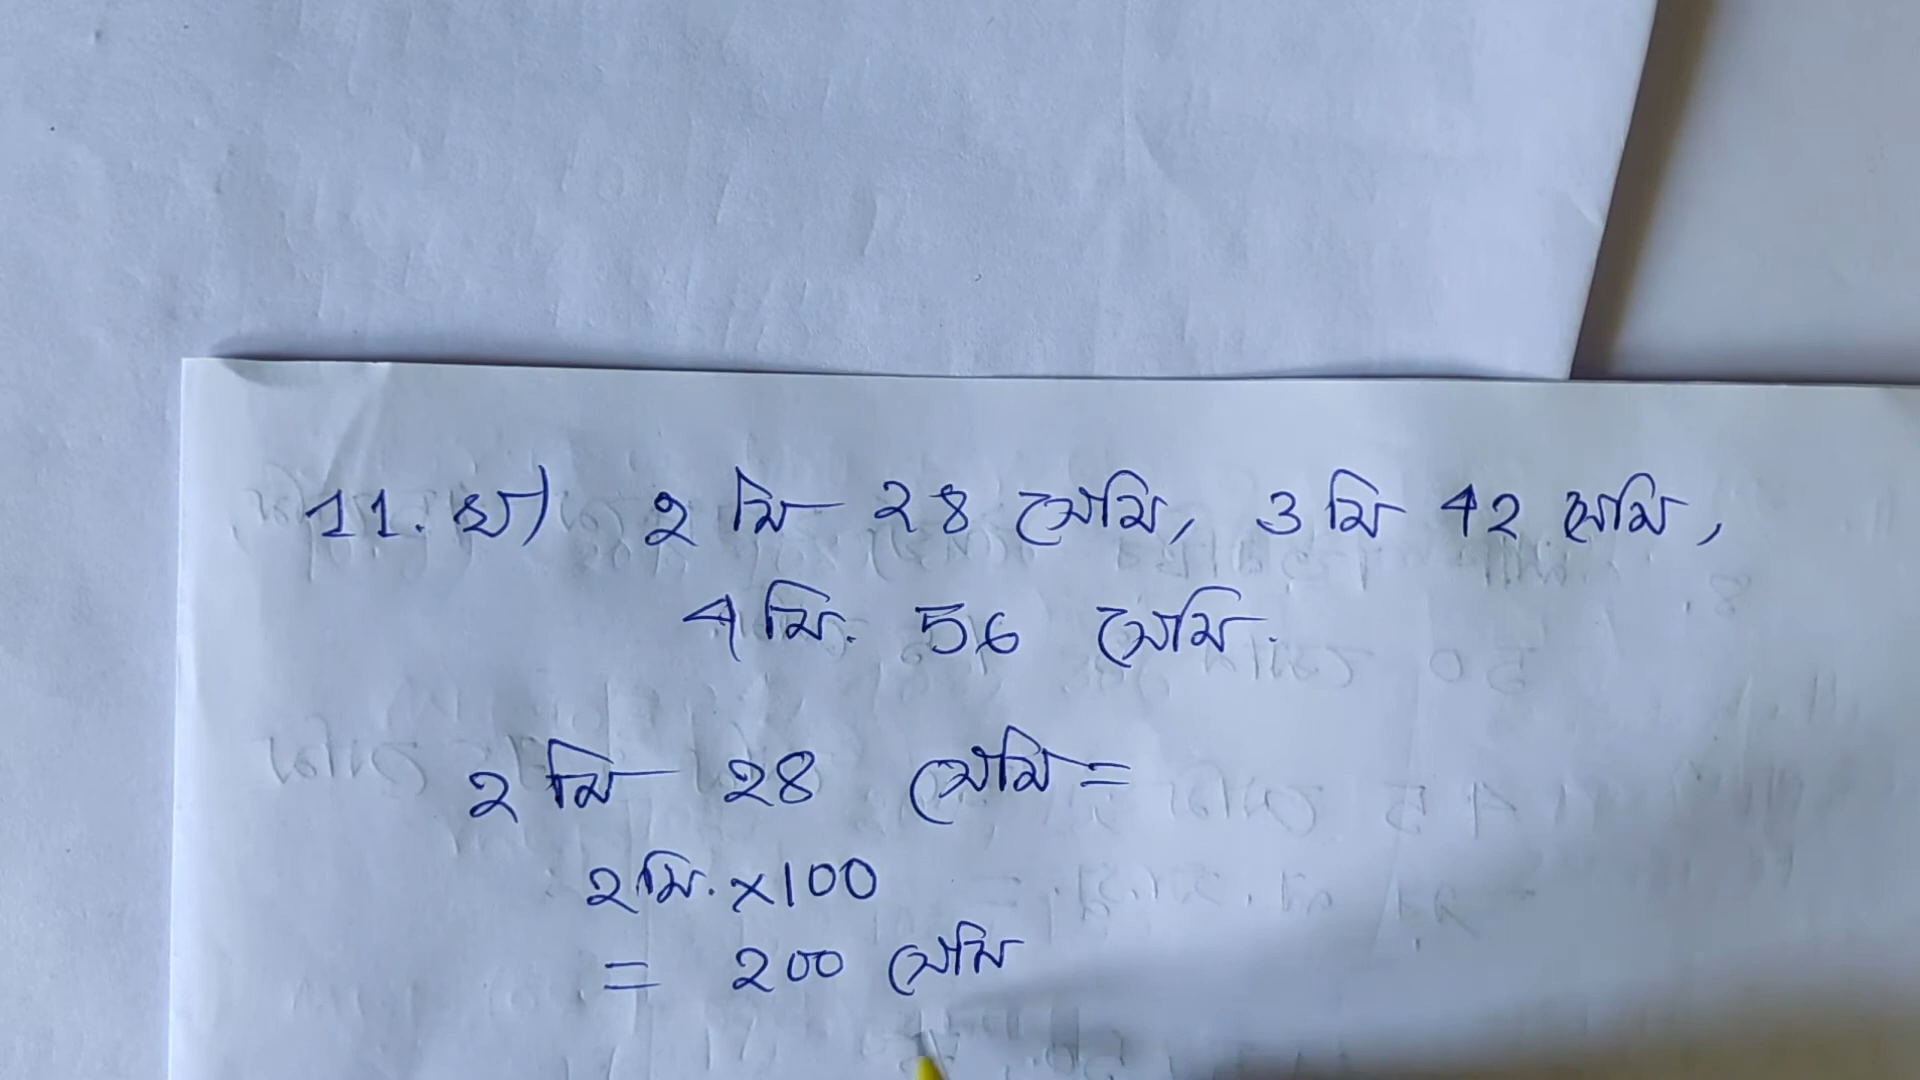 11. খ) 2 মি 28 সেমি, 3 মি 42 সেমি,
4 মি. 56 সেমি.
2 মি 28 সেমি =
2 মি. × 100
= 200 সেমি